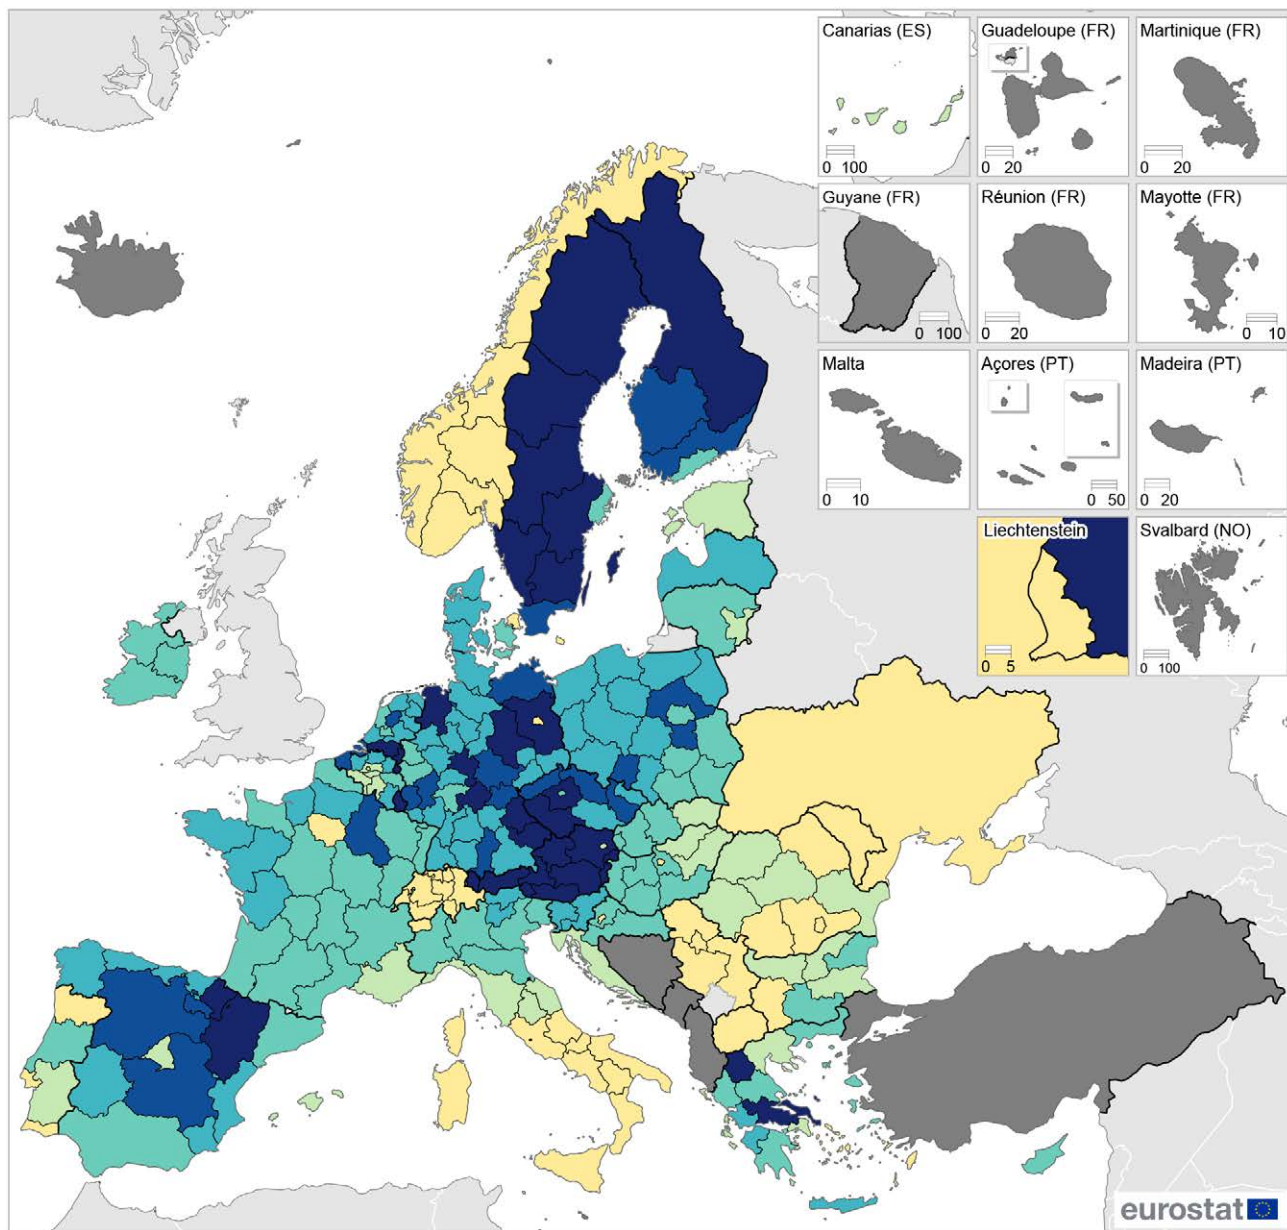 Canarias (ES)
0 100
Guadeloupe (FR)
0 20
Martinique (FR)
0 20
Guyane (FR)
0 100
Réunion (FR)
0 20
Mayotte (FR)
0 10
Malta
0 10
Açores (PT)
0 50
Madeira (PT)
0 20
Liechtenstein
0 5
Svalbard (NO)
0 100
eurostat